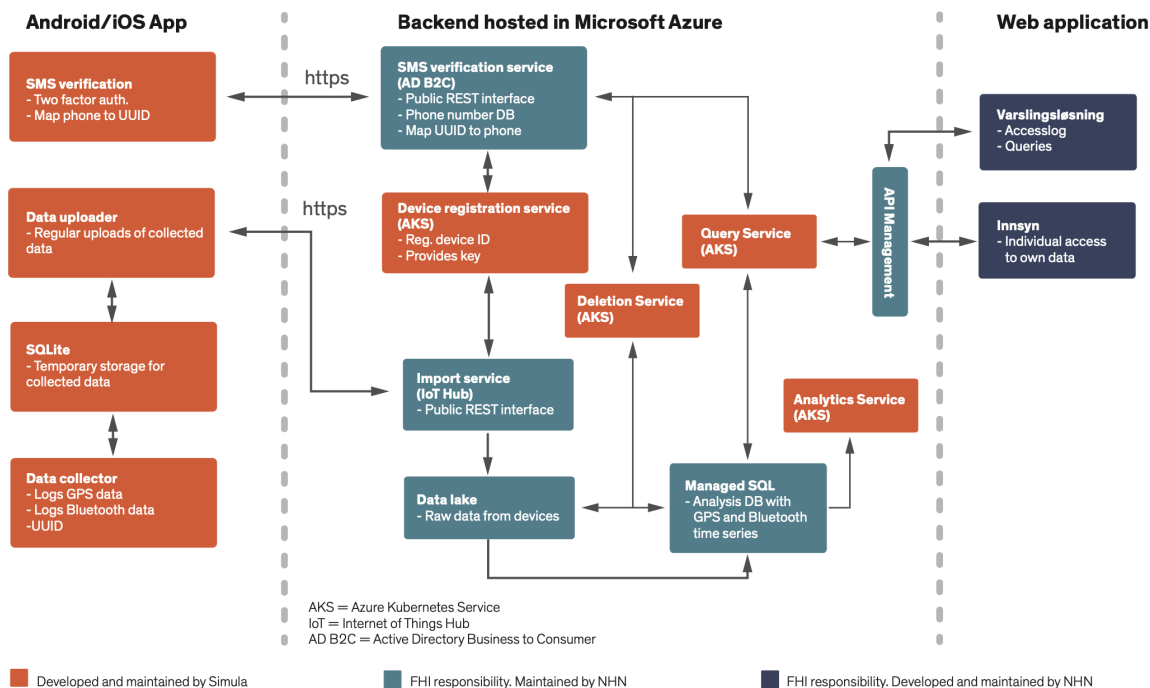 Android/iOS App
Backend hosted in Microsoft Azure
Web application
SMS verification
- Two factor auth.
- Map phone to UUID
https
SMS verification service
(AD B2C)
- Public REST interface
- Phone number DB
- Map UUID to phone
Varslingsløsning
- Accesslog
- Queries
Data uploader
- Regular uploads of collected
data
https
Device registration service
(AKS)
- Reg. device ID
- Provides key
Query Service
(AKS)
API Management
Innsyn
- Individual access
to own data
Deletion Service
(AKS)
SQLite
- Temporary storage for
collected data
Import service
(IoT Hub)
- Public REST interface
Analytics Service
(AKS)
Data collector
- Logs GPS data
- Logs Bluetooth data
-UUID
Data lake
- Raw data from devices
Managed SQL
- Analysis DB with
GPS and Bluetooth
time series
AKS = Azure Kubernetes Service
IoT = Internet of Things Hub
AD B2C = Active Directory Business to Consumer
Developed and maintained by Simula
FHI responsibility. Maintained by NHN
FHI responsibility. Developed and maintained by NHN